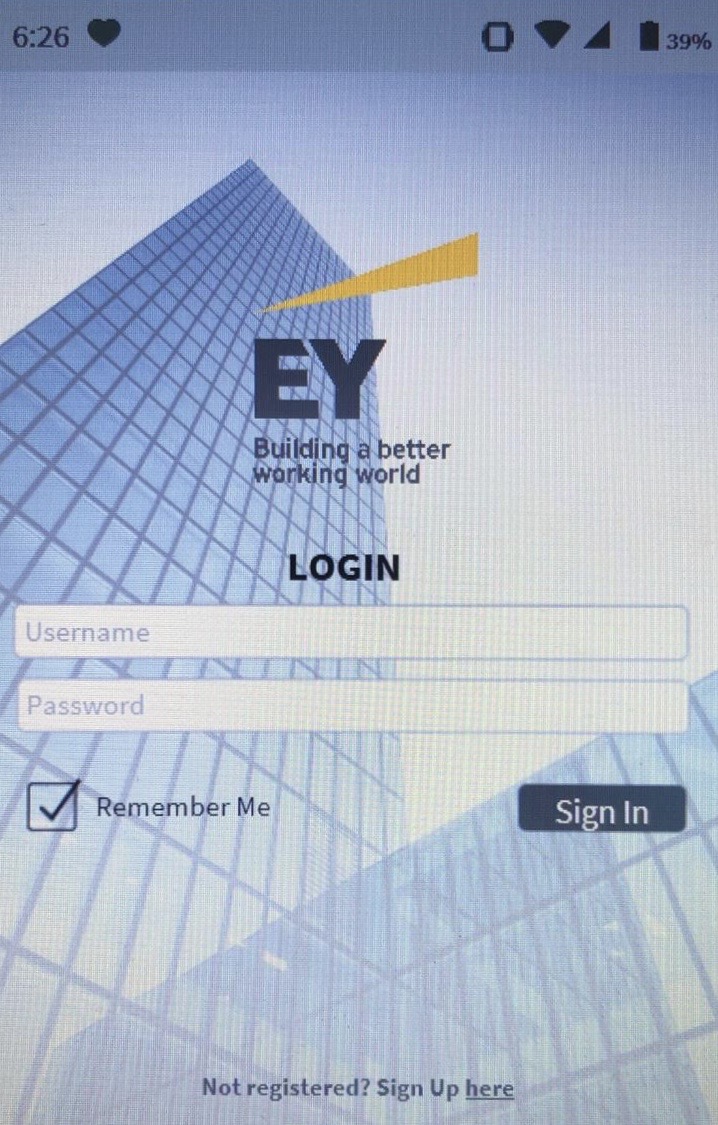 6:26
39%
EY
Building a better
working world
LOGIN
Username
Password
Remember Me
Sign In
Not registered? Sign Up here